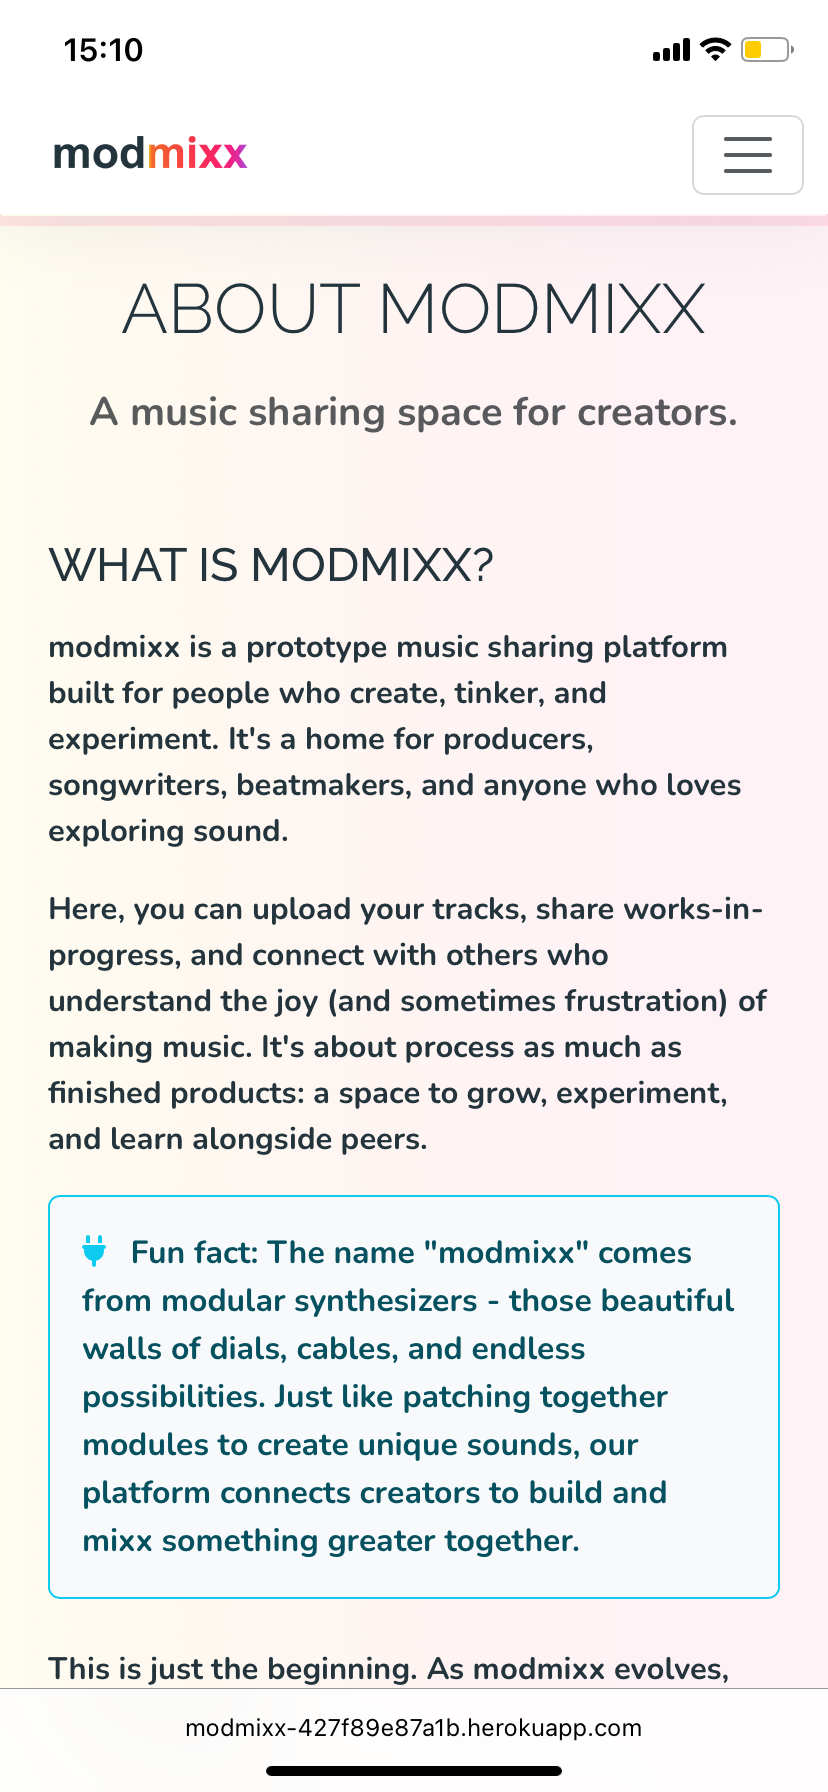 15:10
modmixx
ABOUT MODMIXX
A music sharing space for creators.
WHAT IS MODMIXX?
modmixx is a prototype music sharing platform
built for people who create, tinker, and
experiment. It's a home for producers,
songwriters, beatmakers, and anyone who loves
exploring sound.
Here, you can upload your tracks, share works-in-
progress, and connect with others who
understand the joy (and sometimes frustration) of
making music. It's about process as much as
finished products: a space to grow, experiment,
and learn alongside peers.
Fun fact: The name "modmixx" comes
from modular synthesizers - those beautiful
walls of dials, cables, and endless
possibilities. Just like patching together
modules to create unique sounds, our
platform connects creators to build and
mixx something greater together.
This is just the beginning. As modmixx evolves,
modmixx-427f89e87a1b.herokuapp.com